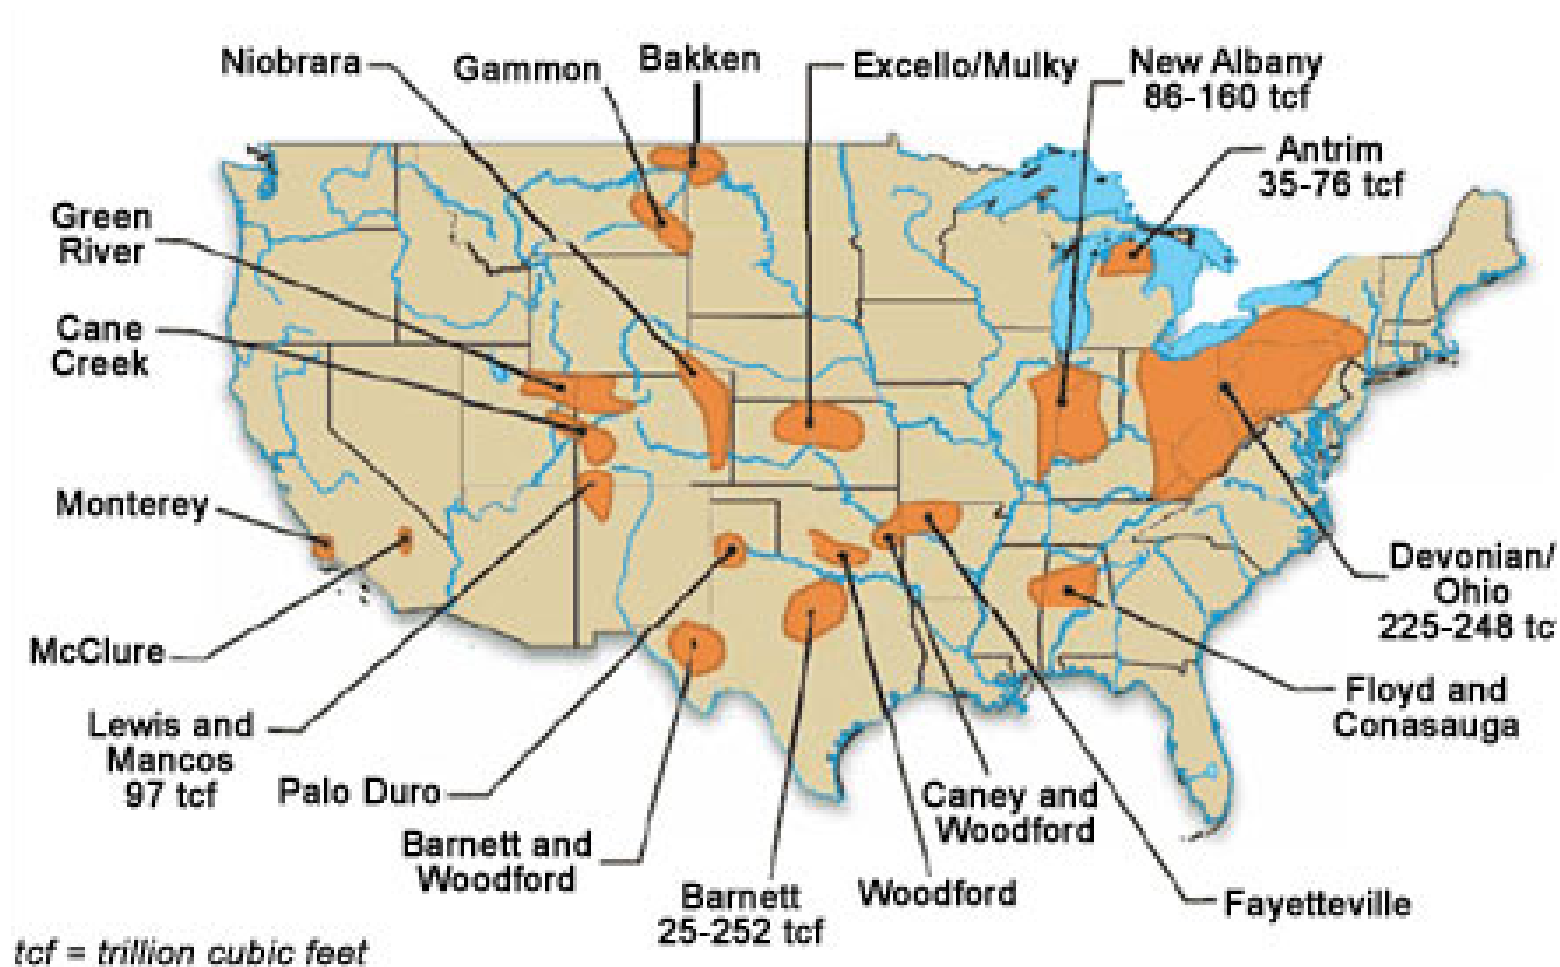 Niobrara
Gammon
Bakken
Excello/Mulky
New Albany
86-160 tcf
Antrim
35-76 tcf
Green
River
Cane
Creek
Monterey
McClure
Lewis and
Mancos
97 tcf
Palo Duro
Barnett and
Woodford
Barnett
25-252 tcf
Woodford
Caney and
Woodford
Fayetteville
Floyd and
Conasauga
Devonian/
Ohio
225-248 tc
tcf = trillion cubic feet